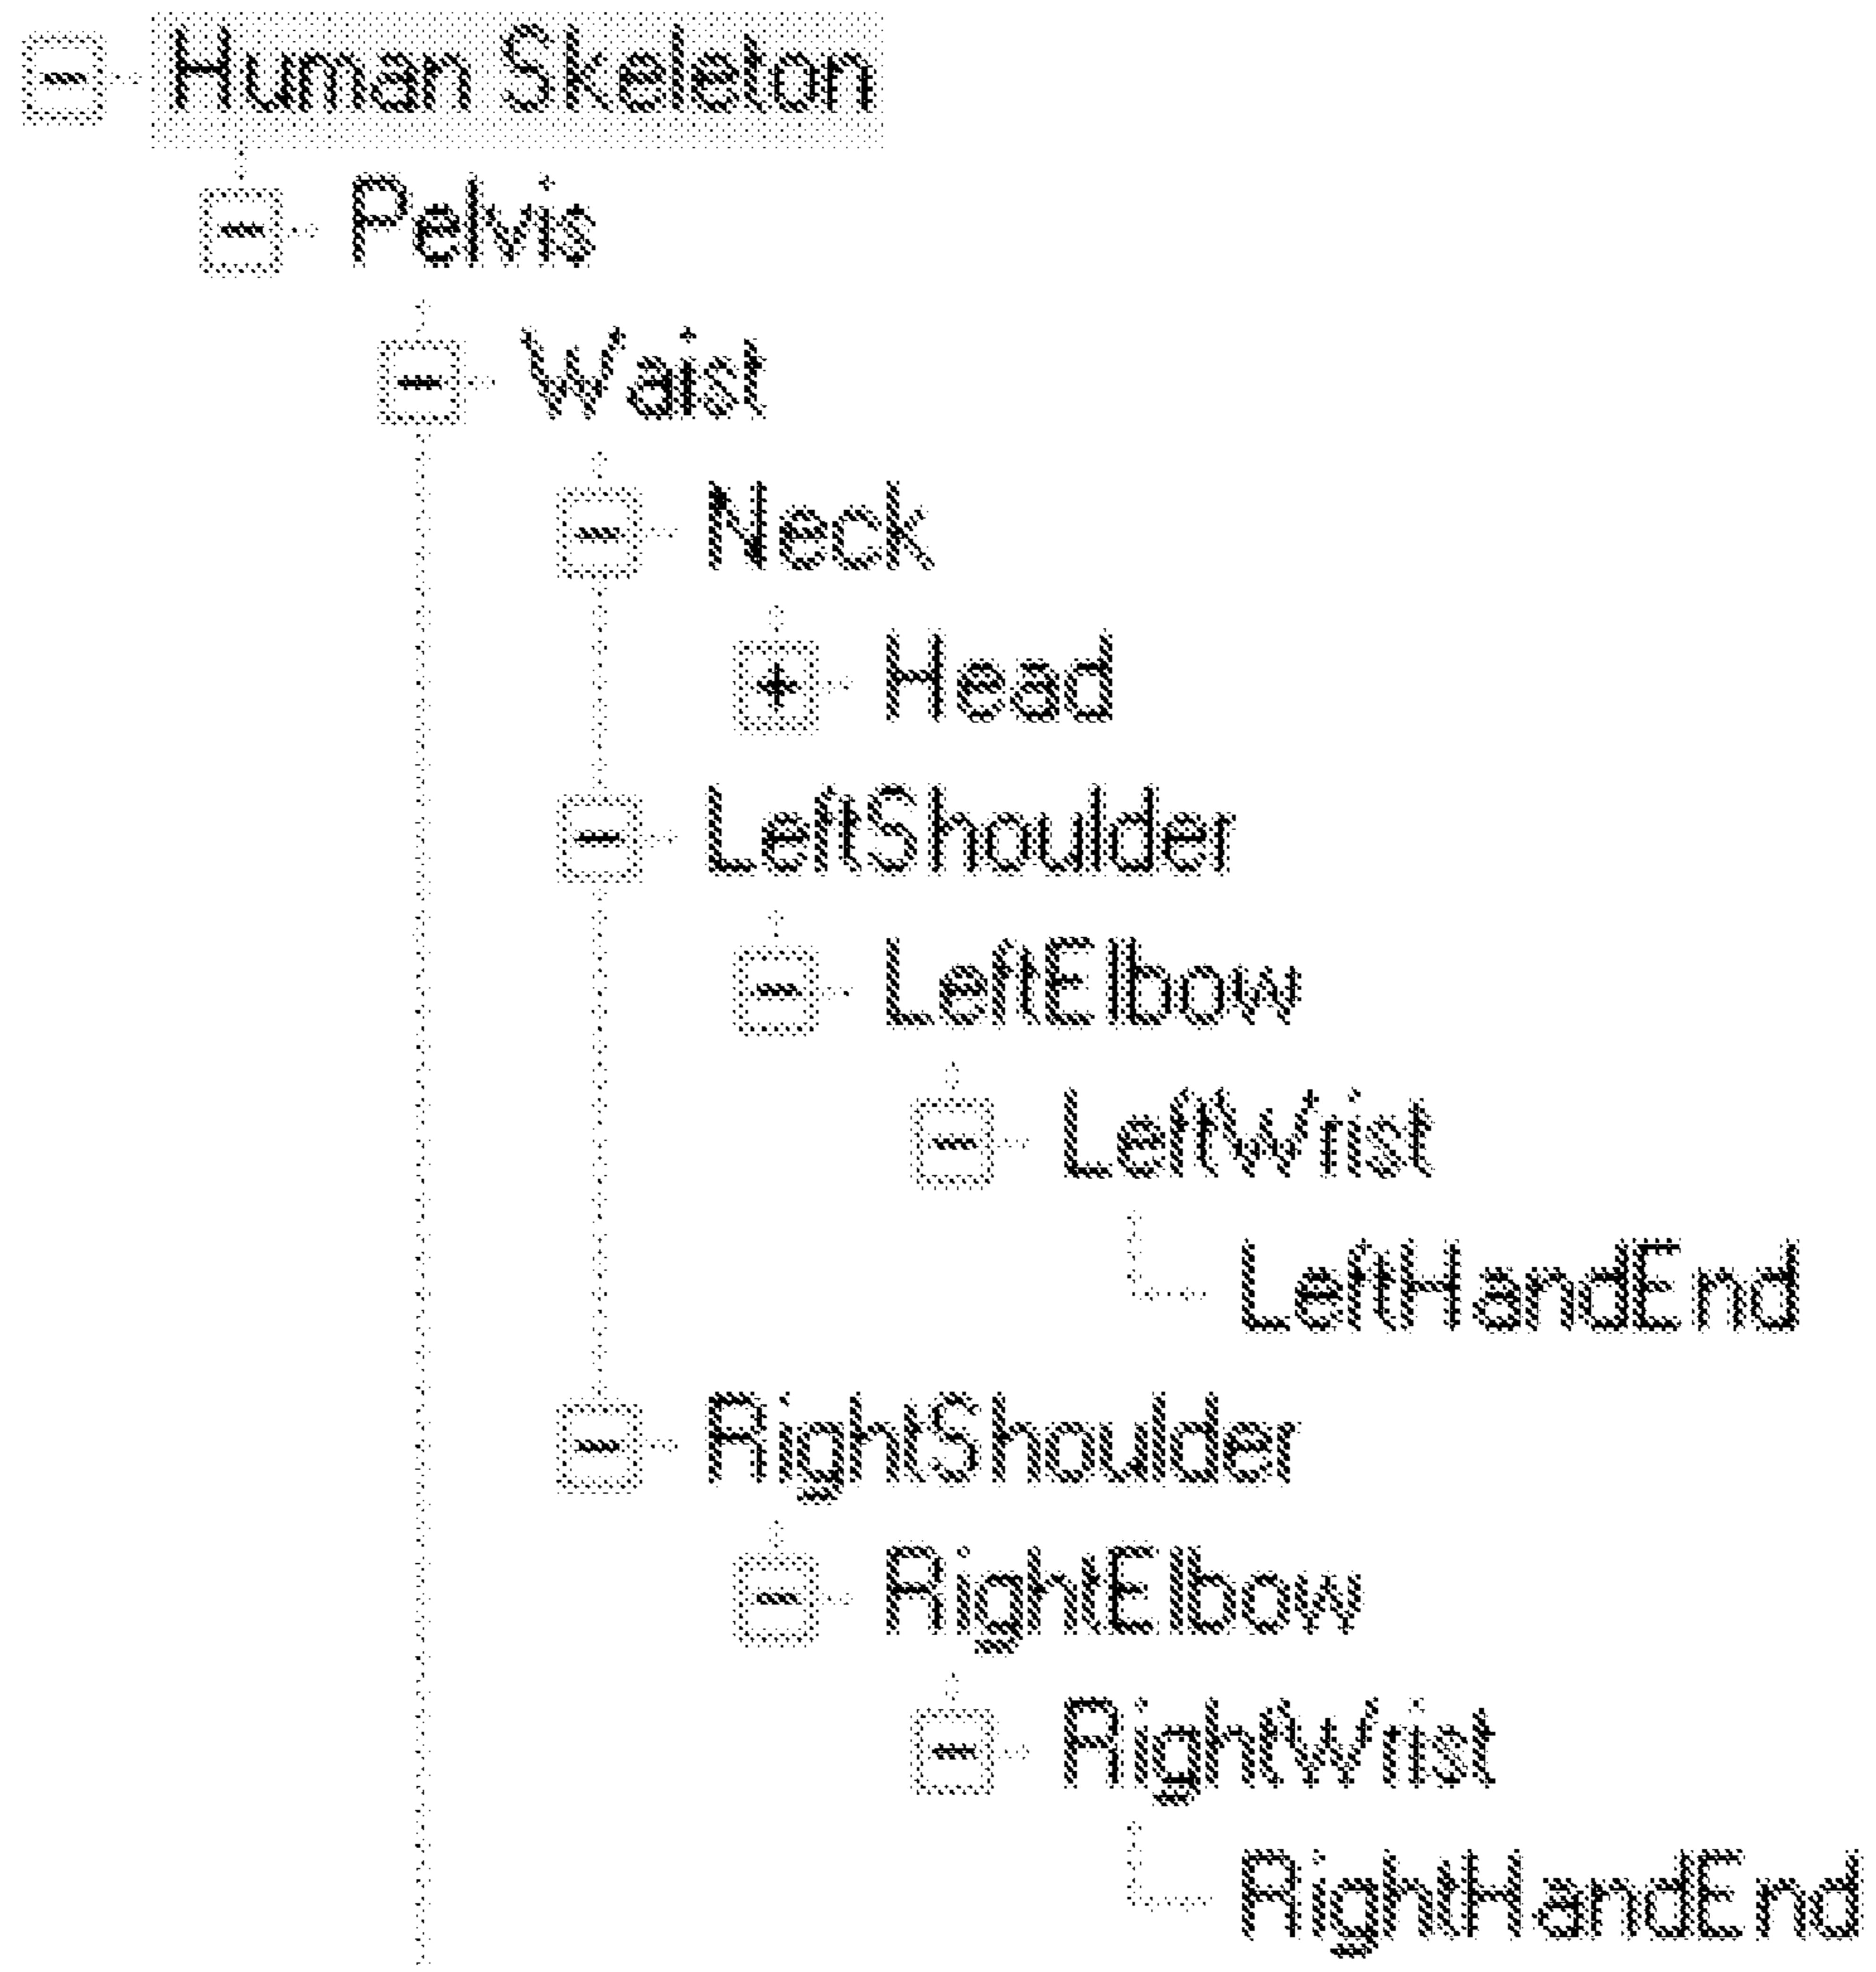 Human Skeleton
Pelvis
Waist
Neck
Head
LeftShoulder
LeftElbow
LeftWrist
LeftHandEnd
RightShoulder
RightElbow
RightWrist
RightHandEnd